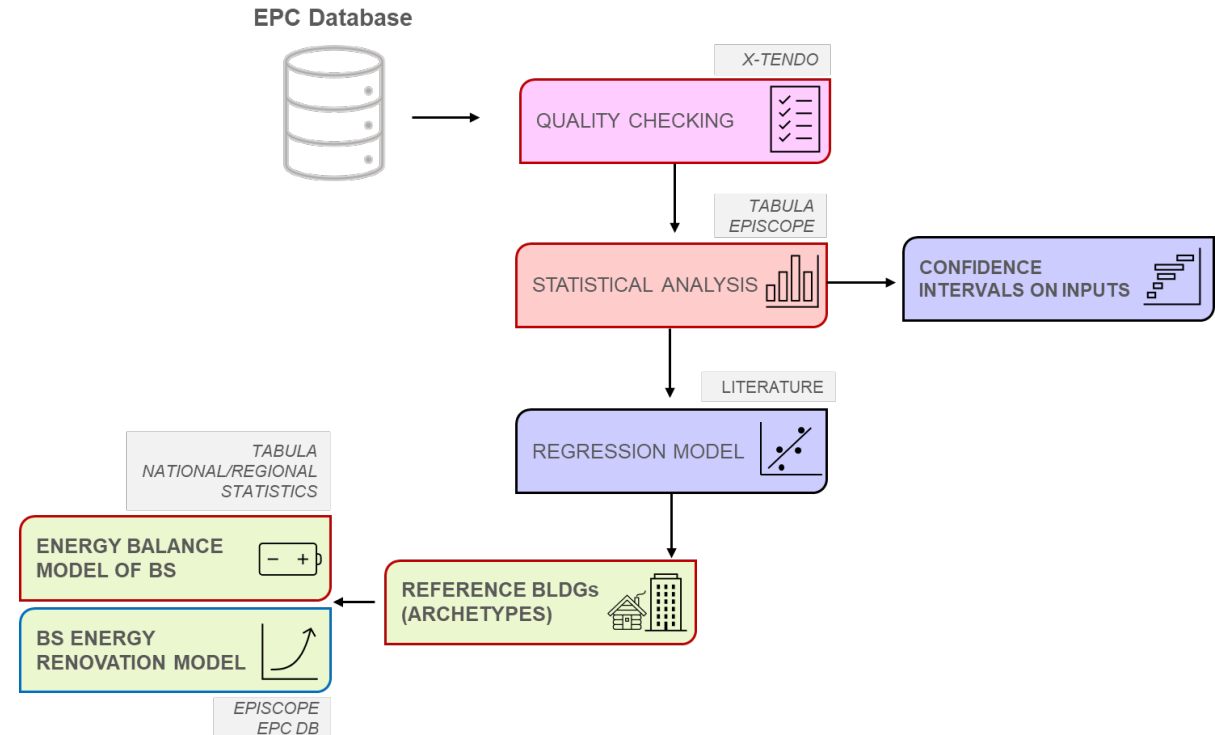 EPC Database
X-TENDO
QUALITY CHECKING
TABULA
EPISCOPE
STATISTICAL ANALYSIS
CONFIDENCE
INTERVALS ON INPUTS
LITERATURE
REGRESSION MODEL
TABULA
NATIONAL/REGIONAL
STATISTICS
ENERGY BALANCE
MODEL OF BS
REFERENCE BLDGs
(ARCHETYPES)
BS ENERGY
RENOVATION MODEL
EPISCOPE
EPC DB